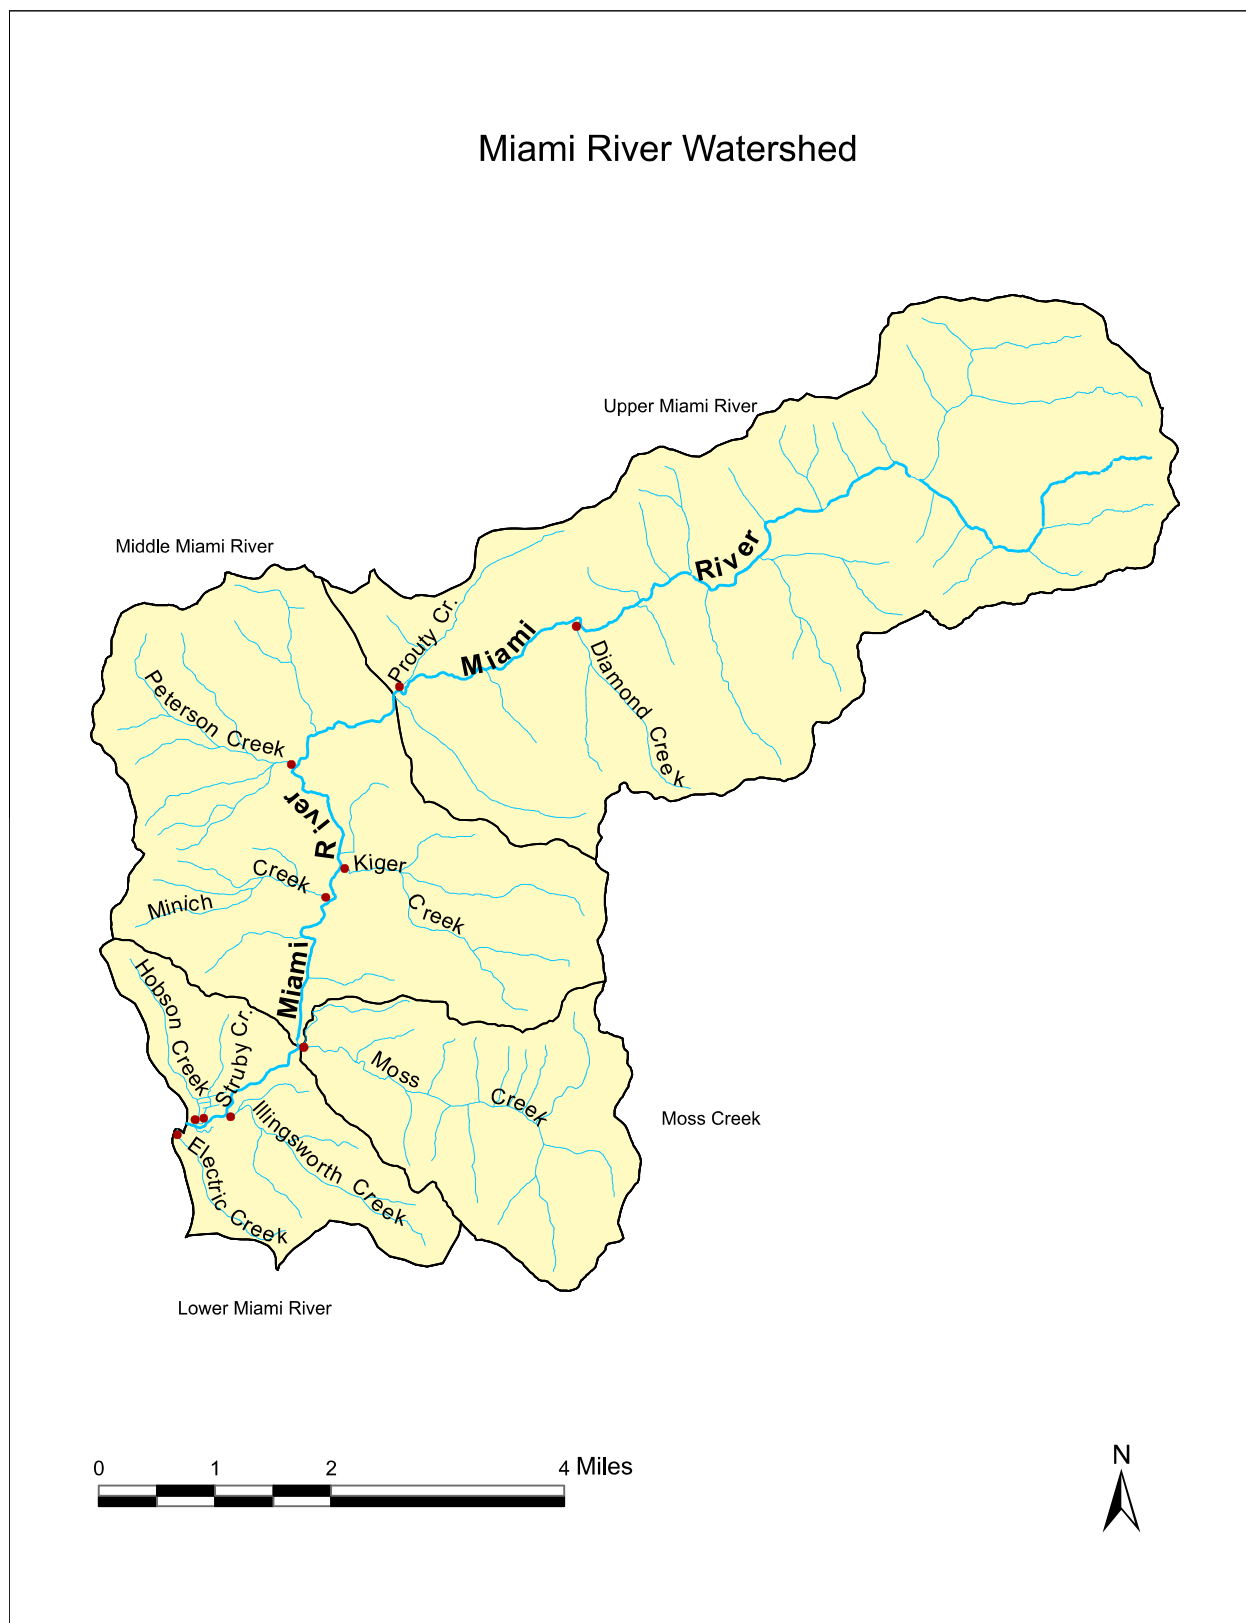 Miami River Watershed
Upper Miami River
Middle Miami River
River
Miami
Prouty Cr.
Diamond Creek
Peterson Creek
River
Kiger
Creek
Creek
Minich
Miami
Hobson Creek
Struby Cr.
Moss
Creek
Moss Creek
Illingsworth Creek
Electric Creek
Lower Miami River
0 1 2 4 Miles
N